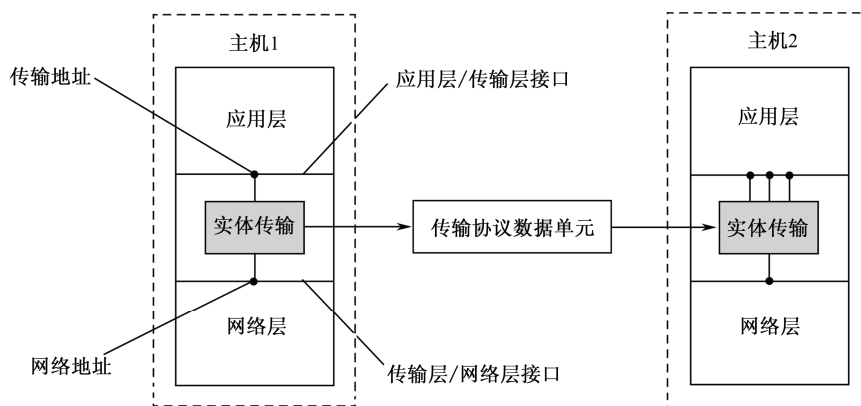 主机1
主机2
传输地址
应用层/传输层接口
应用层
应用层
实体传输
传输协议数据单元
实体传输
网络层
网络层
网络地址
传输层/网络层接口